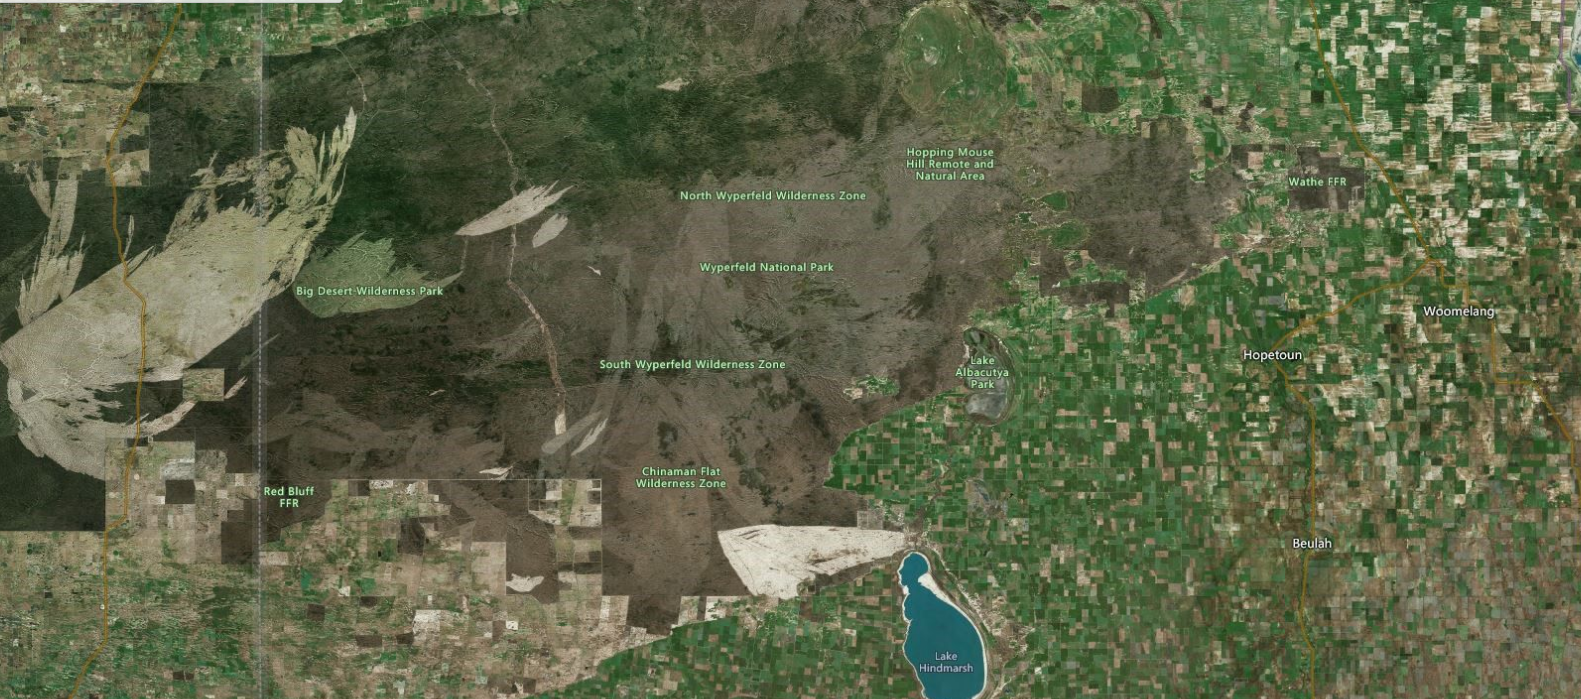 Hopping Mouse
Hill Remote and
Natural Area
Wathe FFR
North Wyperfeld Wilderness Zone
Wyperfeld National Park
Big Desert Wilderness Park
Woomelang
Hopetoun
Lake
Albacutya
Park
South Wyperfeld Wilderness Zone
Chinaman Flat
Wilderness Zone
Red Bluff
FFR
Beulah
Lake
Hindmarsh